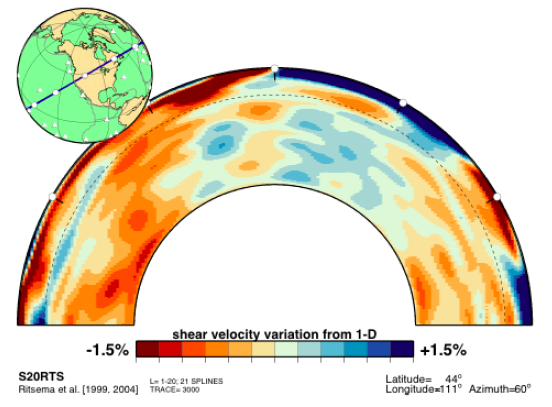 shear velocity variation from 1-D
-1.5% +1.5%
S20RTS
Ritsema et al. [1999, 2004]
L= 1-20; 21 SPLINES
TRACE= 3000
Latitude= 44°
Longitude=-111° Azimuth=60°